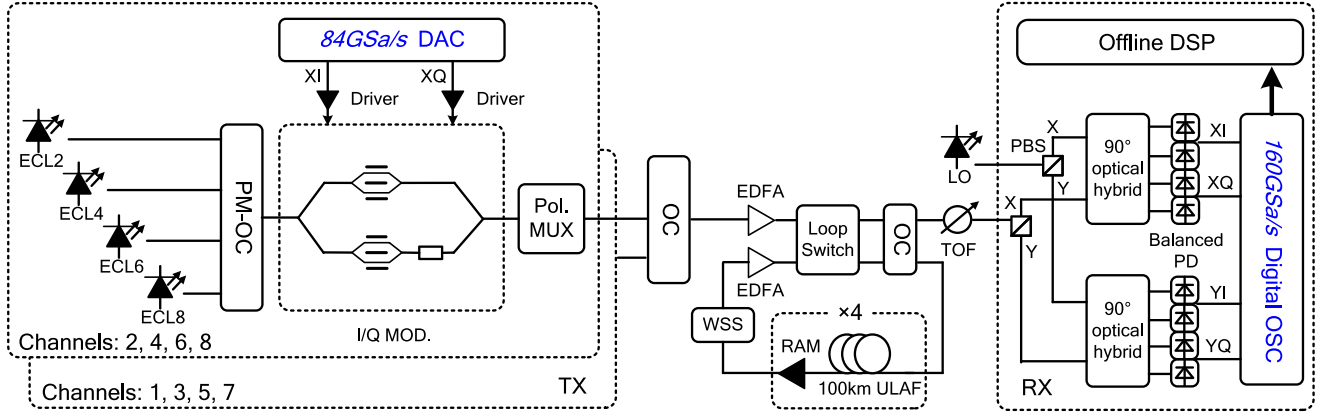 84GSa/s DAC
XI
XQ
Driver
Driver
ECL2
ECL4
ECL6
ECL8
PM-OC
I/Q MOD.
Pol.
MUX
Channels: 2, 4, 6, 8
Channels: 1, 3, 5, 7
TX
OC
EDFA
EDFA
Loop
Switch
OC
WSS
×4
RAM
100km ULAF
TOF
LO
PBS
X
Y
X
Y
90°
optical
hybrid
90°
optical
hybrid
Balanced
PD
XI
XQ
YI
YQ
160GSa/s Digital OSC
Offline DSP
RX